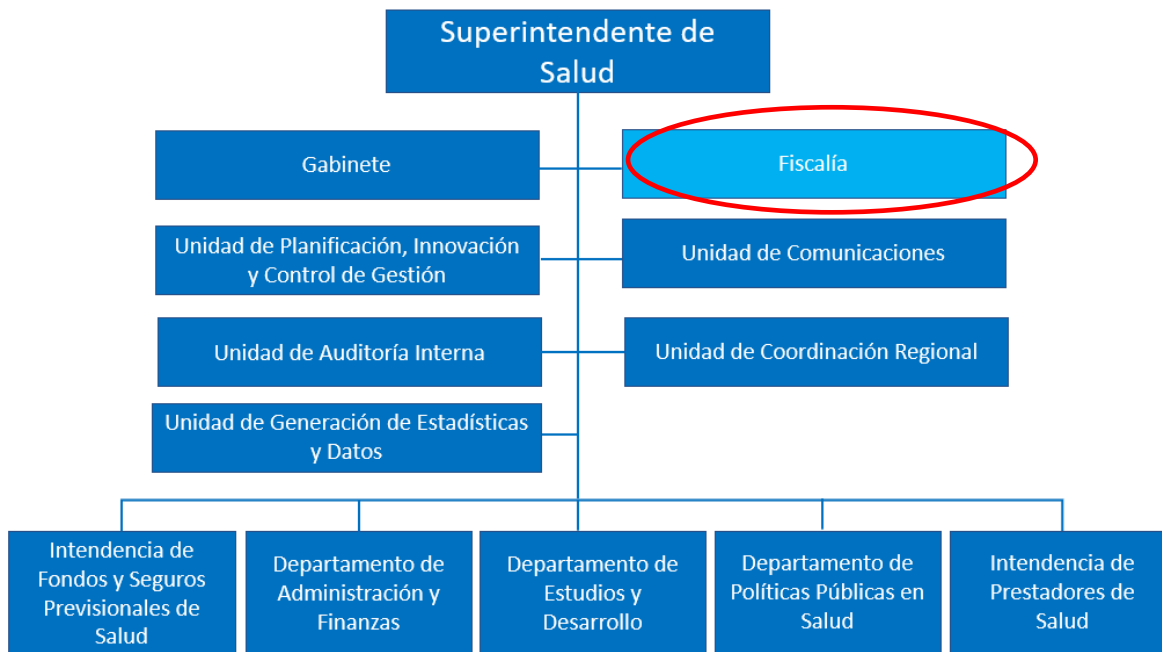 Superintendente de
Salud
Gabinete
Fiscalía
Unidad de Planificación, Innovación
y Control de Gestión
Unidad de Comunicaciones
Unidad de Auditoría Interna
Unidad de Coordinación Regional
Unidad de Generación de Estadísticas
y Datos
Intendencia de
Fondos y Seguros
Previsionales de
Salud
Departamento de
Administración y
Finanzas
Departamento de
Estudios y
Desarrollo
Departamento de
Políticas Públicas en
Salud
Intendencia de
Prestadores de
Salud